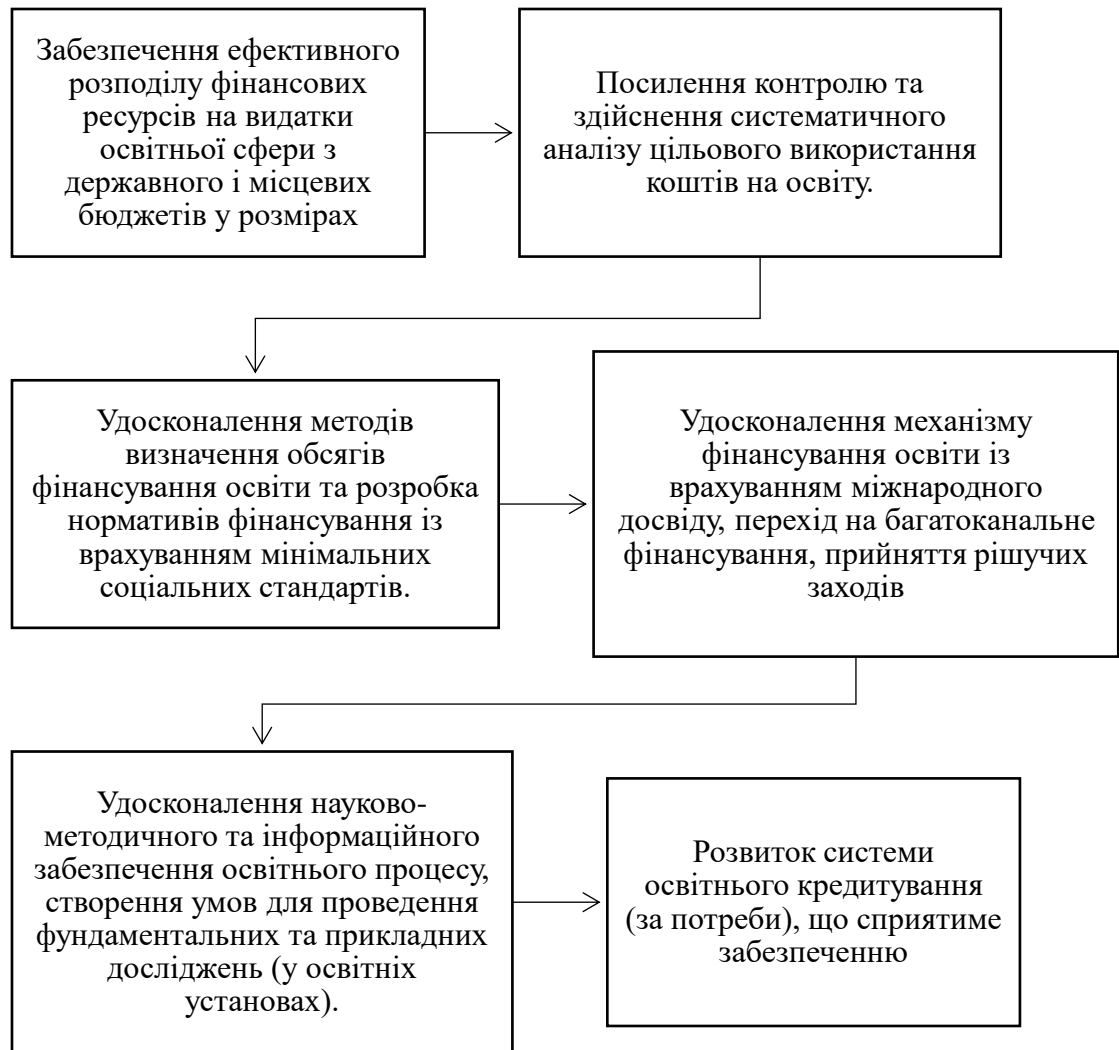 Забезпечення ефективного
розподілу фінансових
ресурсів на видатки
освітньої сфери з
державного і місцевих
бюджетів у розмірах
Посилення контролю та
здійснення систематичного
аналізу цільового використання
коштів на освіту.
Удосконалення методів
визначення обсягів
фінансування освіти та розробка
нормативів фінансування із
врахуванням мінімальних
соціальних стандартів.
Удосконалення механізму
фінансування освіти із
врахуванням міжнародного
досвіду, перехід на багатоканальне
фінансування, прийняття рішучих
заходів
Удосконалення науково-
методичного та інформаційного
забезпечення освітнього процесу,
створення умов для проведення
фундаментальних та прикладних
досліджень (у освітніх
установах).
Розвиток системи
освітнього кредитування
(за потреби), що сприятиме
забезпеченню